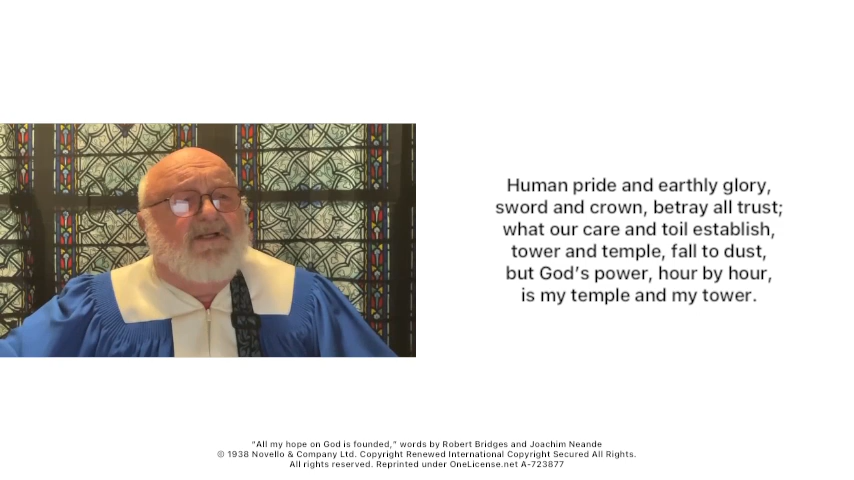 Human pride and earthly glory,
sword and crown, betray all trust;
what our care and toil establish,
tower and temple, fall to dust,
but God's power, hour by hour,
is my temple and my tower.
"All my hope on God is founded," words by Robert Bridges and Joachim Neande
© 1938 Novello & Company Ltd. Copyright Renewed International Copyright Secured All Rights.
All rights reserved. Reprinted under OneLicense.net A-723877